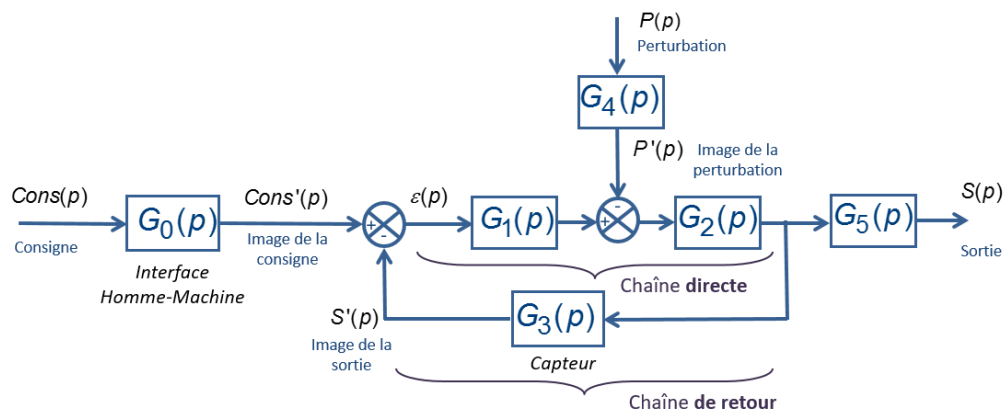 P(p)
Perturbation
G4(p)
P'(p)
Image de la
perturbation
Cons(p)
Consigne
G0(p)
Interface
Homme-Machine
Cons'(p)
Image de la
consigne
+
-
ε(p)
G1(p)
-
+
G2(p)
G5(p)
S(p)
Sortie
Chaîne directe
S'(p)
Image de la
sortie
G3(p)
Capteur
Chaîne de retour